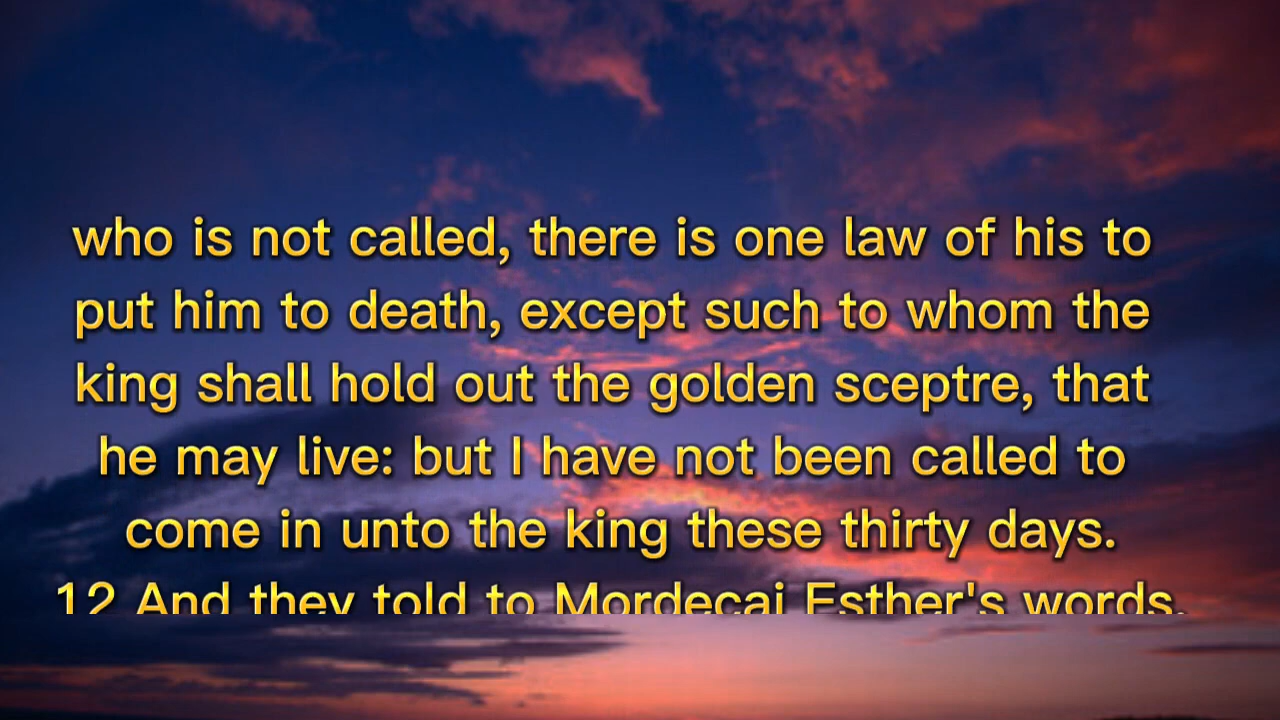 who is not called, there is one law of his to
put him to death, except such to whom the
king shall hold out the golden sceptre, that
he may live: but I have not been called to
come in unto the king these thirty days.
12 And they told to Mordecai Esther's words.